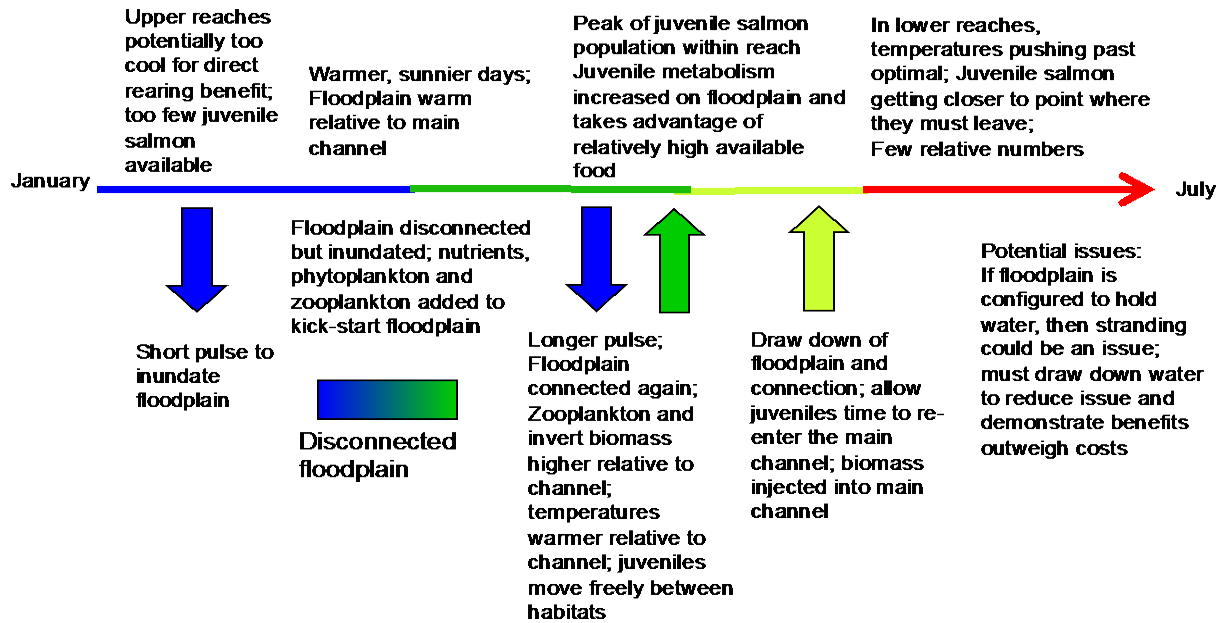 Upper reaches
potentially too
cool for direct
rearing benefit;
too few juvenile
salmon
available
Warmer, sunnier days;
Floodplain warm
relative to main
channel
Peak of juvenile salmon
population within reach
Juvenile metabolism
increased on floodplain and
takes advantage of
relatively high available
food
In lower reaches,
temperatures pushing past
optimal; Juvenile salmon
getting closer to point where
they must leave;
Few relative numbers
January
July
Short pulse to
inundate
floodplain
Floodplain disconnected
but inundated; nutrients,
phytoplankton and
zooplankton added to
kick-start floodplain
Disconnected
floodplain
Longer pulse;
Floodplain
connected again;
Zooplankton and
invert biomass
higher relative to
channel;
temperatures
warmer relative to
channel; juveniles
move freely between
habitats
Draw down of
floodplain and
connection; allow
juveniles time to re-
enter the main
channel; biomass
injected into main
channel
Potential issues:
If floodplain is
configured to hold
water, then stranding
could be an issue;
must draw down water
to reduce issue and
demonstrate benefits
outweigh costs